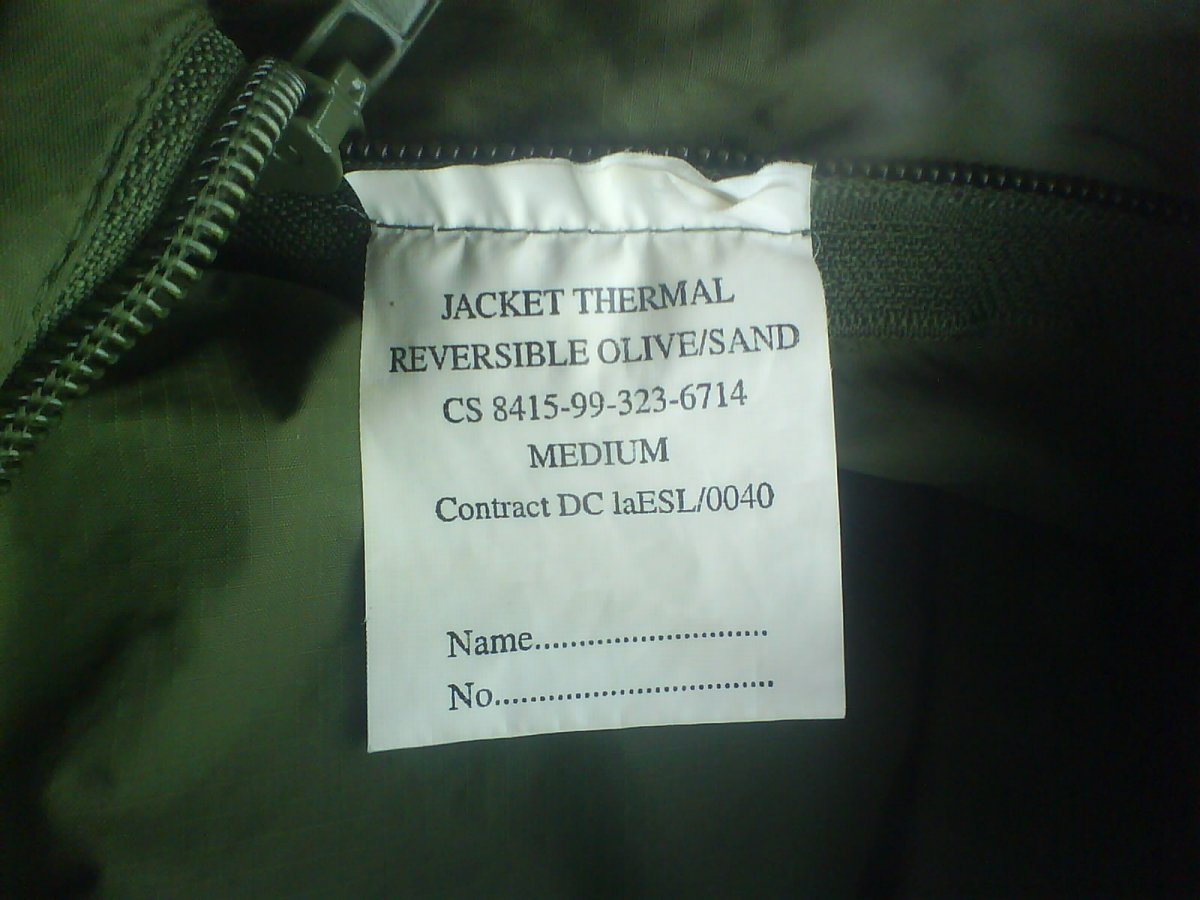 JACKET THERMAL
REVERSIBLE OLIVE/SAND
CS 8415-99-323-6714
MEDIUM
Contract DC laESL/0040
Name..........................
No...............................